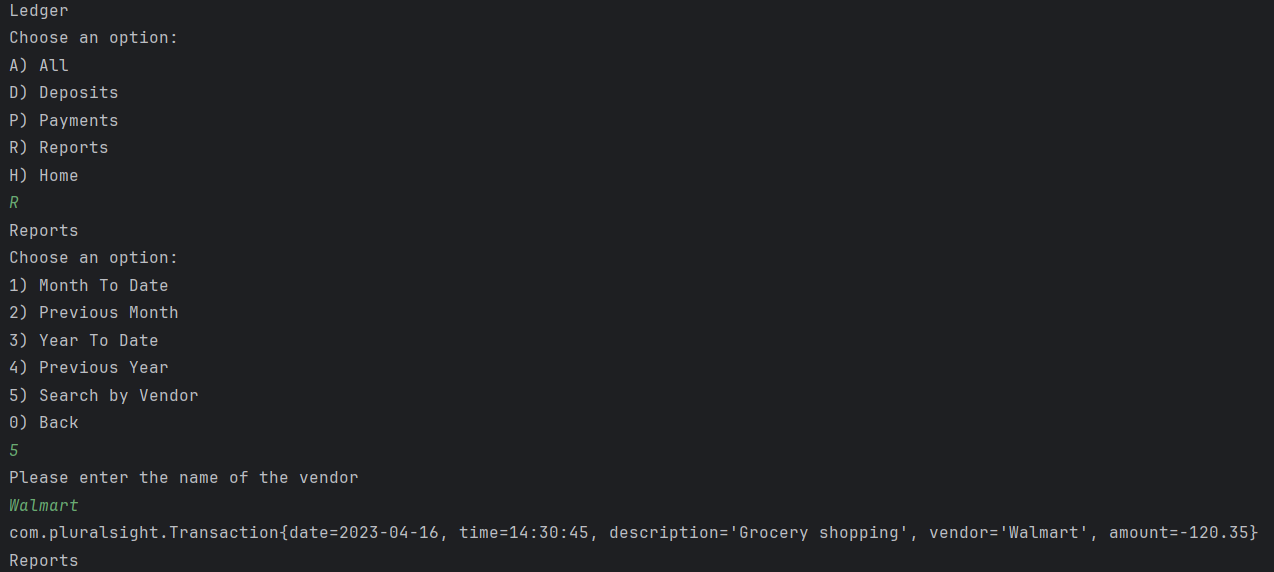 Ledger
Choose an option:
A) All
D) Deposits
P) Payments
R) Reports
H) Home
R
Reports
Choose an option:
1) Month To Date
2) Previous Month
3) Year To Date
4) Previous Year
5) Search by Vendor
0) Back
5
Please enter the name of the vendor
Walmart
com.pluralsight.Transaction{date=2023-04-16, time=14:30:45, description='Grocery shopping', vendor='Walmart', amount=-120.35}
Reports